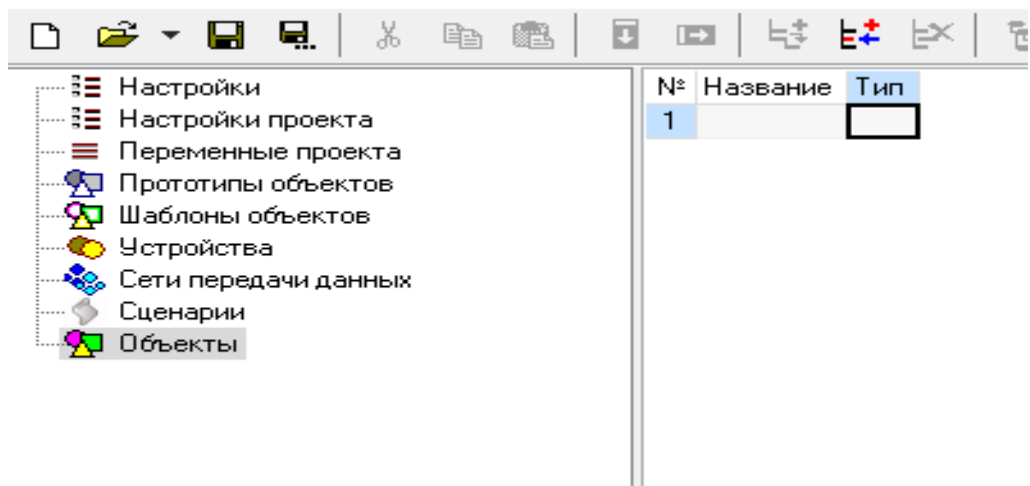 Настройки
Настройки проекта
Переменные проекта
Прототипы объектов
Шаблоны объектов
Устройства
Сети передачи данных
Сценарии
Объекты
№ Название Тип
1